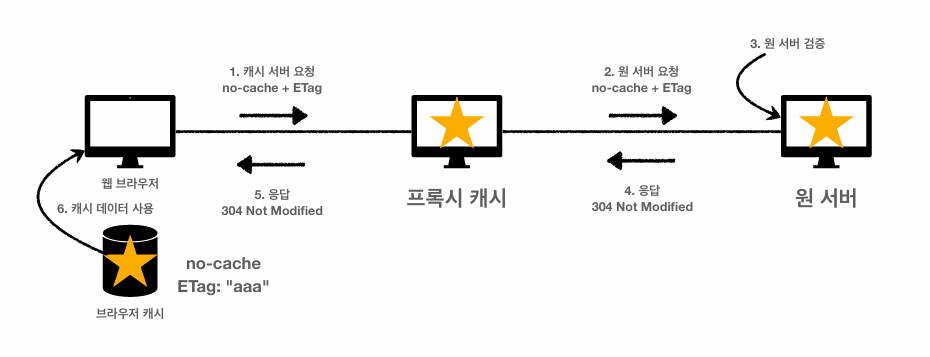 3. 원 서버 검증
1. 캐시 서버 요청
no-cache + ETag
2. 원 서버 요청
no-cache + ETag
웹 브라우저
5. 응답
304 Not Modified
프록시 캐시
4. 응답
304 Not Modified
원 서버
6. 캐시 데이터 사용
no-cache
ETag: "aaa"
브라우저 캐시